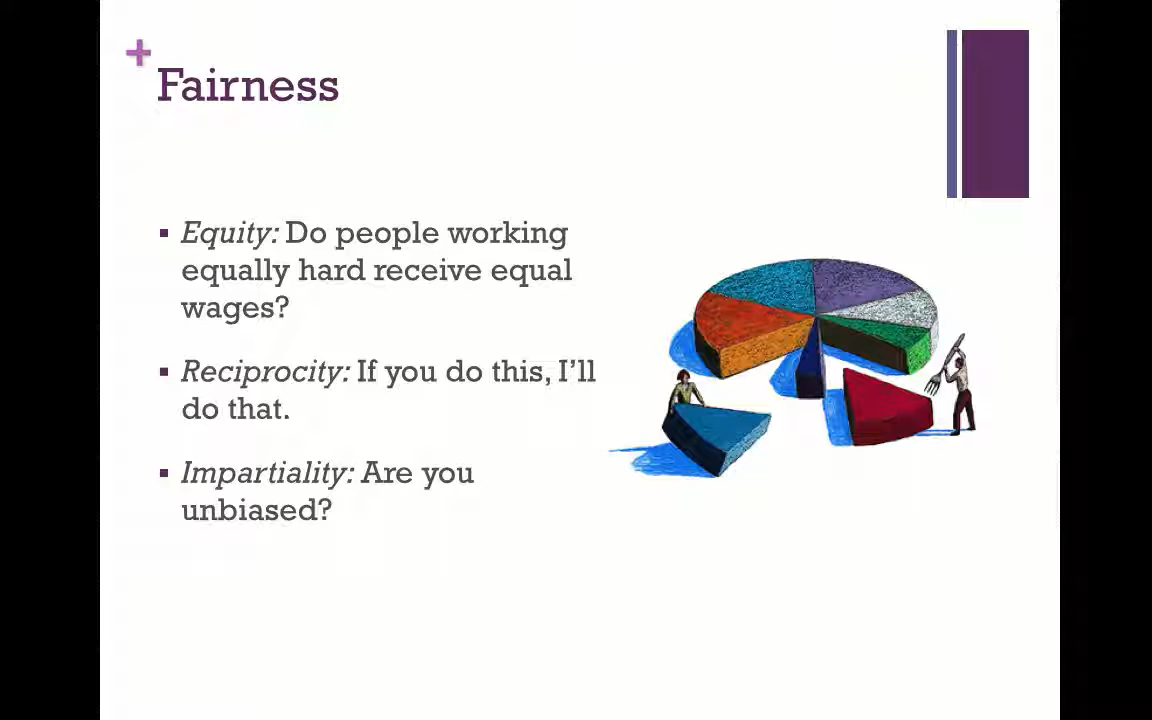 Fairness
▪ Equity: Do people working
equally hard receive equal
wages?
▪ Reciprocity: If you do this, I’ll
do that.
▪ Impartiality: Are you
unbiased?